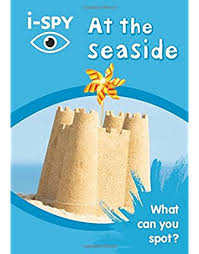 i-SPY
At the
seaside
What
can you
spot?